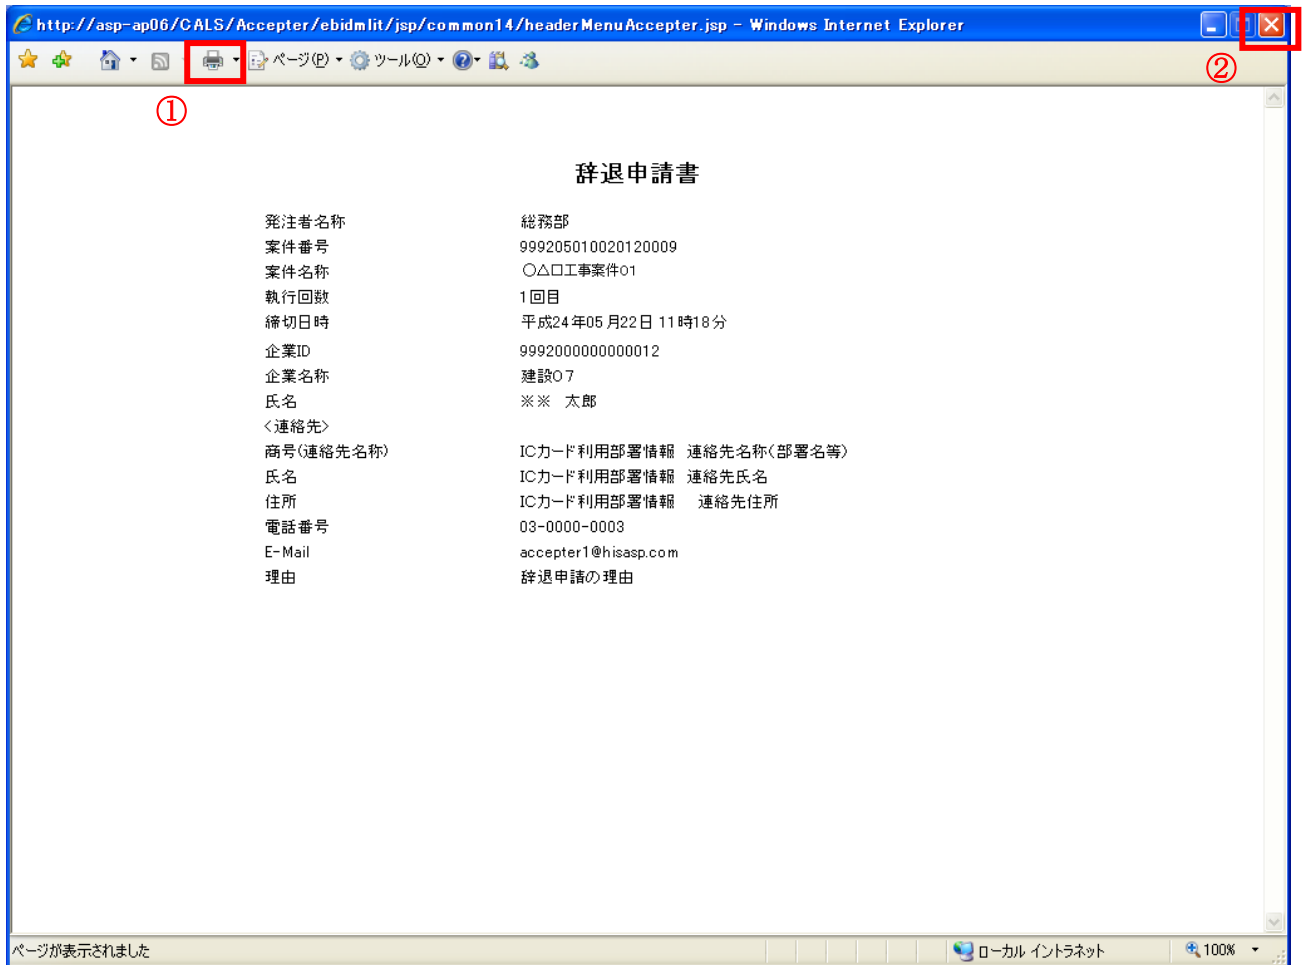 http://asp-ap06/CALS/Accepter/ebidmlit/jsp/common14/headerMenuAccepter.jsp - Windows Internet Explorer
ページ(P) ツール(O)
① ②
辞退申請書
発注者名称 総務部
案件番号 999205010020120009
案件名称 ○△□工事案件01
執行回数 1回目
締切日時 平成24年05月22日 11時18分
企業ID 9992000000000012
企業名称 建設07
氏名 ※※ 太郎
<連絡先>
商号(連絡先名称) ICカード利用部署情報 連絡先名称(部署名等)
氏名 ICカード利用部署情報 連絡先氏名
住所 ICカード利用部署情報 連絡先住所
電話番号 03-0000-0003
E-Mail accepter1@hisasp.com
理由 辞退申請の理由
ページが表示されました ローカル イントラネット 100%